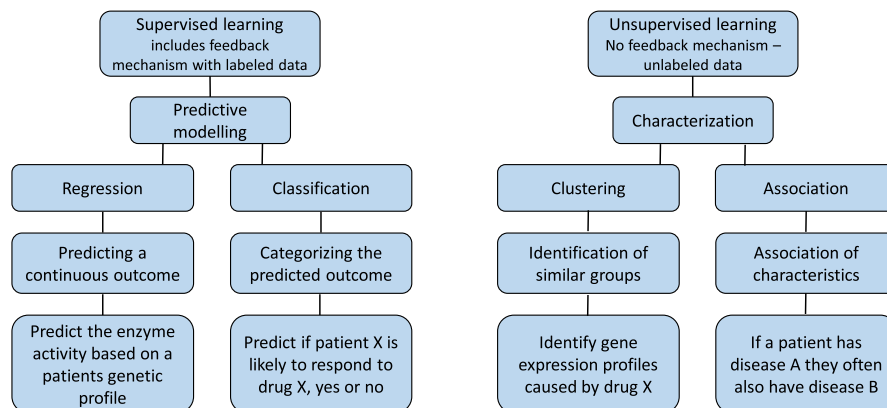 Supervised learning
includes feedback
mechanism with labeled data
Predictive
modelling
Regression
Classification
Predicting a
continuous outcome
Categorizing the
predicted outcome
Predict the enzyme
activity based on a
patients genetic
profile
Predict if patient X is
likely to respond to
drug X, yes or no
Unsupervised learning
No feedback mechanism –
unlabeled data
Characterization
Clustering
Association
Identification of
similar groups
Association of
characteristics
Identify gene
expression profiles
caused by drug X
If a patient has
disease A they often
also have disease B